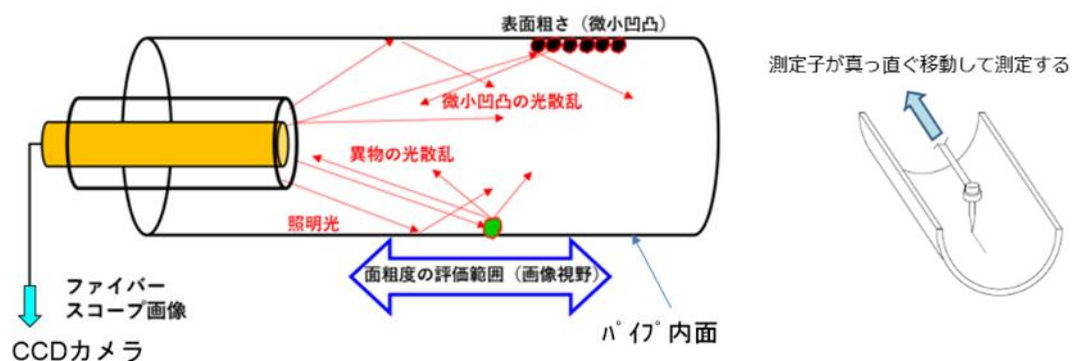 表面粗さ（微小凹凸）
測定子が真っ直ぐ移動して測定する
微小凹凸の光散乱
異物の光散乱
照明光
面粗度の評価範囲（画像視野）
ファイバー
スコープ画像
ﾊﾟｲﾌﾟ内面
CCDカメラ